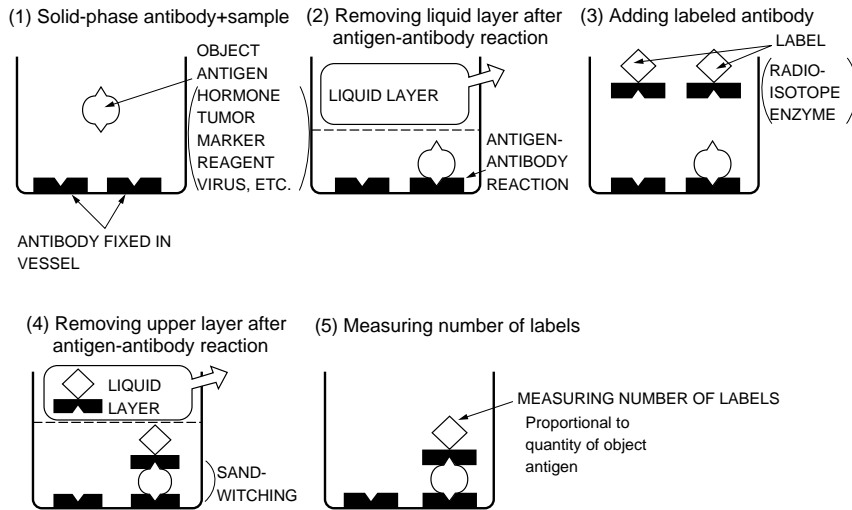 (1) Solid-phase antibody+sample
OBJECT
ANTIGEN
HORMONE
TUMOR
MARKER
REAGENT
VIRUS, ETC.
ANTIBODY FIXED IN
VESSEL
(2) Removing liquid layer after
antigen-antibody reaction
LIQUID LAYER
ANTIGEN-
ANTIBODY
REACTION
(3) Adding labeled antibody
LABEL
RADIO-
ISOTOPE
ENZYME
(4) Removing upper layer after
antigen-antibody reaction
LIQUID
LAYER
SAND-
WITCHING
(5) Measuring number of labels
MEASURING NUMBER OF LABELS
Proportional to
quantity of object
antigen